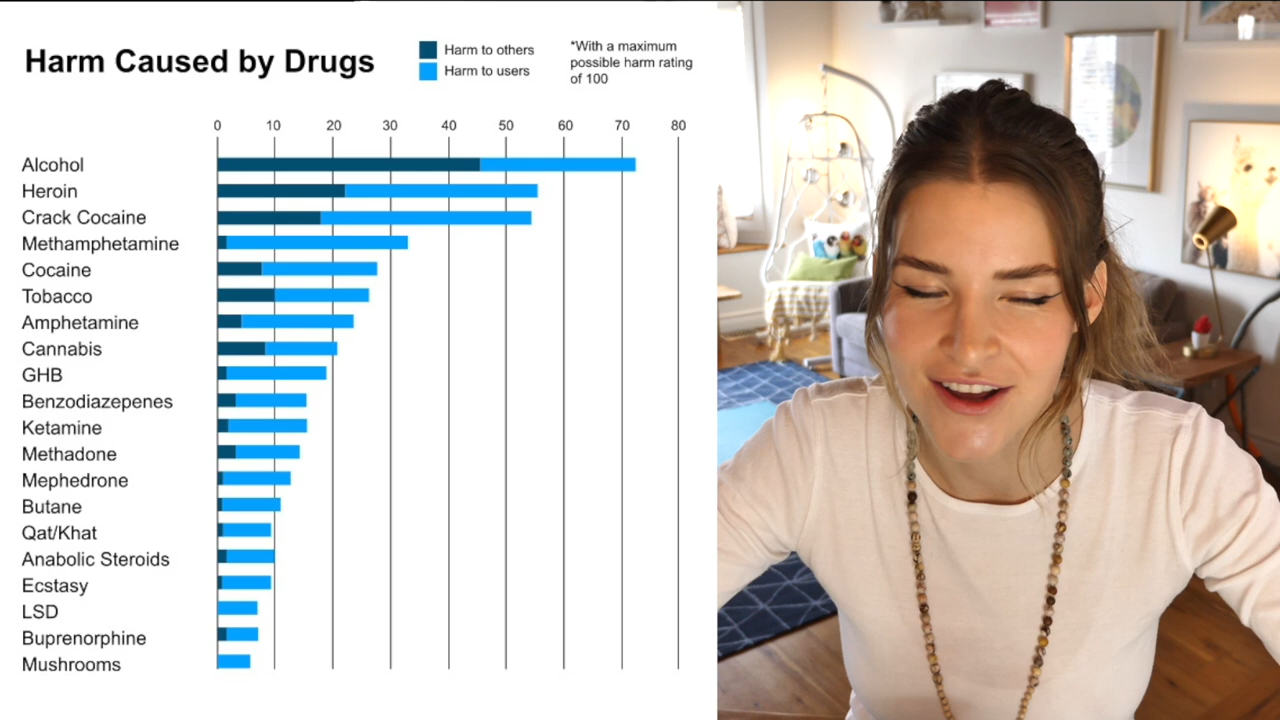 Harm Caused by Drugs
Harm to others
Harm to users
*With a maximum
possible harm rating
of 100
0 10 20 30 40 50 60 70 80
Alcohol
Heroin
Crack Cocaine
Methamphetamine
Cocaine
Tobacco
Amphetamine
Cannabis
GHB
Benzodiazepenes
Ketamine
Methadone
Mephedrone
Butane
Qat/Khat
Anabolic Steroids
Ecstasy
LSD
Buprenorphine
Mushrooms